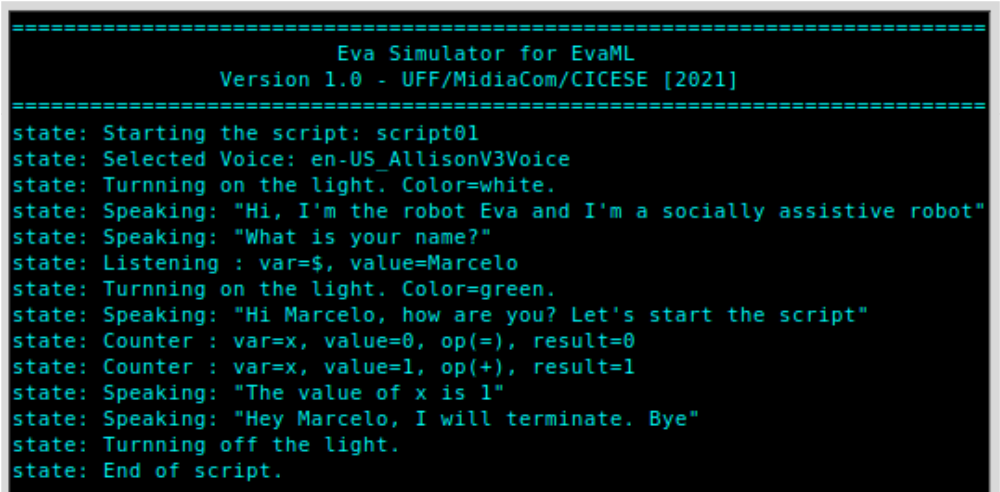 ===========================================================================
Eva Simulator for EvaML
Version 1.0 - UFF/MidiaCom/CICESE [2021]
===========================================================================
state: Starting the script: script01
state: Selected Voice: en-US_AllisonV3Voice
state: Turnning on the light. Color=white.
state: Speaking: "Hi, I'm the robot Eva and I'm a socially assistive robot"
state: Speaking: "What is your name?"
state: Listening : var=$, value=Marcelo
state: Turnning on the light. Color=green.
state: Speaking: "Hi Marcelo, how are you? Let's start the script"
state: Counter : var=x, value=0, op(=), result=0
state: Counter : var=x, value=1, op(+), result=1
state: Speaking: "The value of x is 1"
state: Speaking: "Hey Marcelo, I will terminate. Bye"
state: Turnning off the light.
state: End of script.